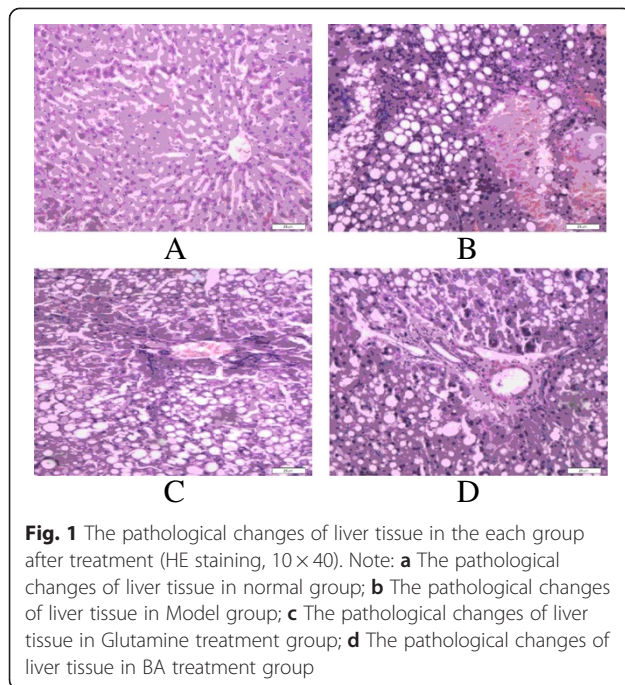 A
B
C
D
Fig. 1 The pathological changes of liver tissue in the each group
after treatment (HE staining, 10 × 40). Note: a The pathological
changes of liver tissue in normal group; b The pathological changes
of liver tissue in Model group; c The pathological changes of liver
tissue in Glutamine treatment group; d The pathological changes of
liver tissue in BA treatment group